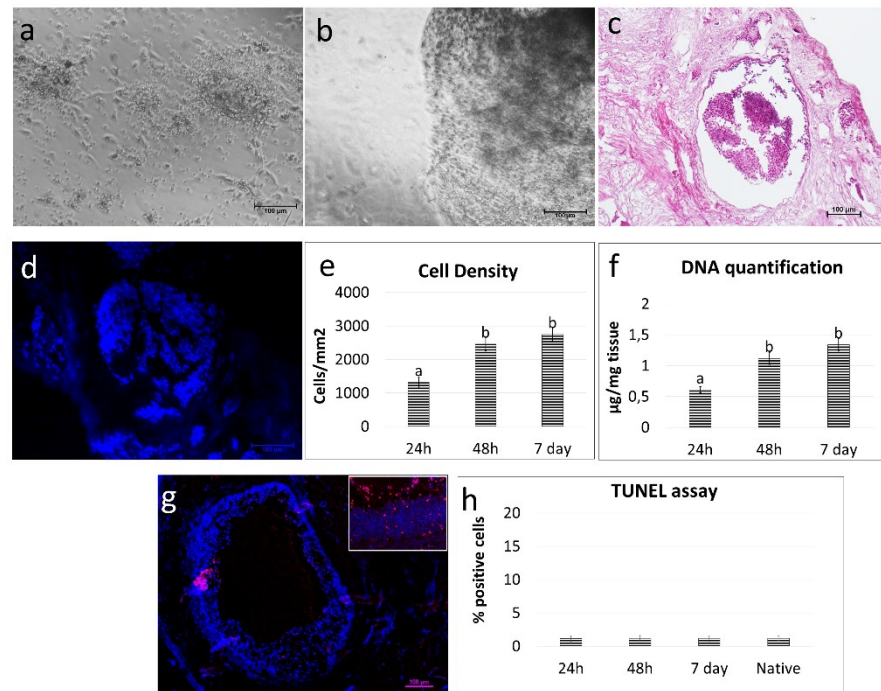 a
b
c
100 µm
100µm
100 µm
d
e
Cell Density
Cells/mm2
4000
3000
2000
1000
0
a
b
b
24h
48h
7 day
f
DNA quantification
µg/mg tissue
2
1,5
1
0,5
0
a
b
b
24h
48h
7 day
g
100 µm
h
TUNEL assay
% positive cells
20
15
10
5
0
24h
48h
7 day
Native